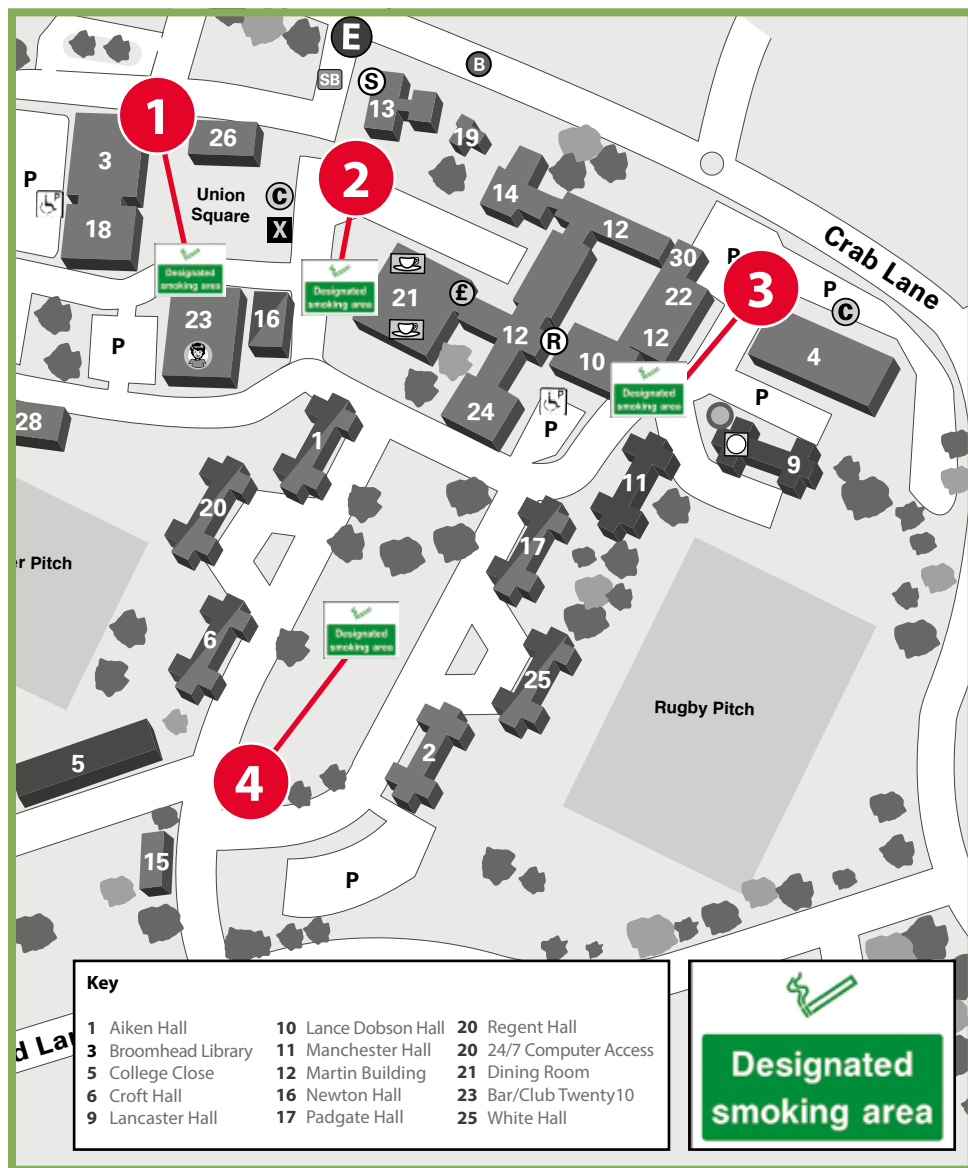 E
SB
S
B
13
1
3
26
19
P
2
Union
Square
C
X
14
18
12
Crab Lane
P
30
Designated
smoking area
Designated
smoking area
21
£
22
3
P
C
23
16
P
12
R
10
12
4
Designated
smoking area
P
28
24
P
1
9
11
20
17
er Pitch
Designated
smoking area
6
25
Rugby Pitch
2
5
4
15
P
d Lan
Key
1 Aiken Hall
3 Broomhead Library
5 College Close
6 Croft Hall
9 Lancaster Hall
10 Lance Dobson Hall
11 Manchester Hall
12 Martin Building
16 Newton Hall
17 Padgate Hall
20 Regent Hall
20 24/7 Computer Access
21 Dining Room
23 Bar/Club Twenty10
25 White Hall
Designated
smoking area